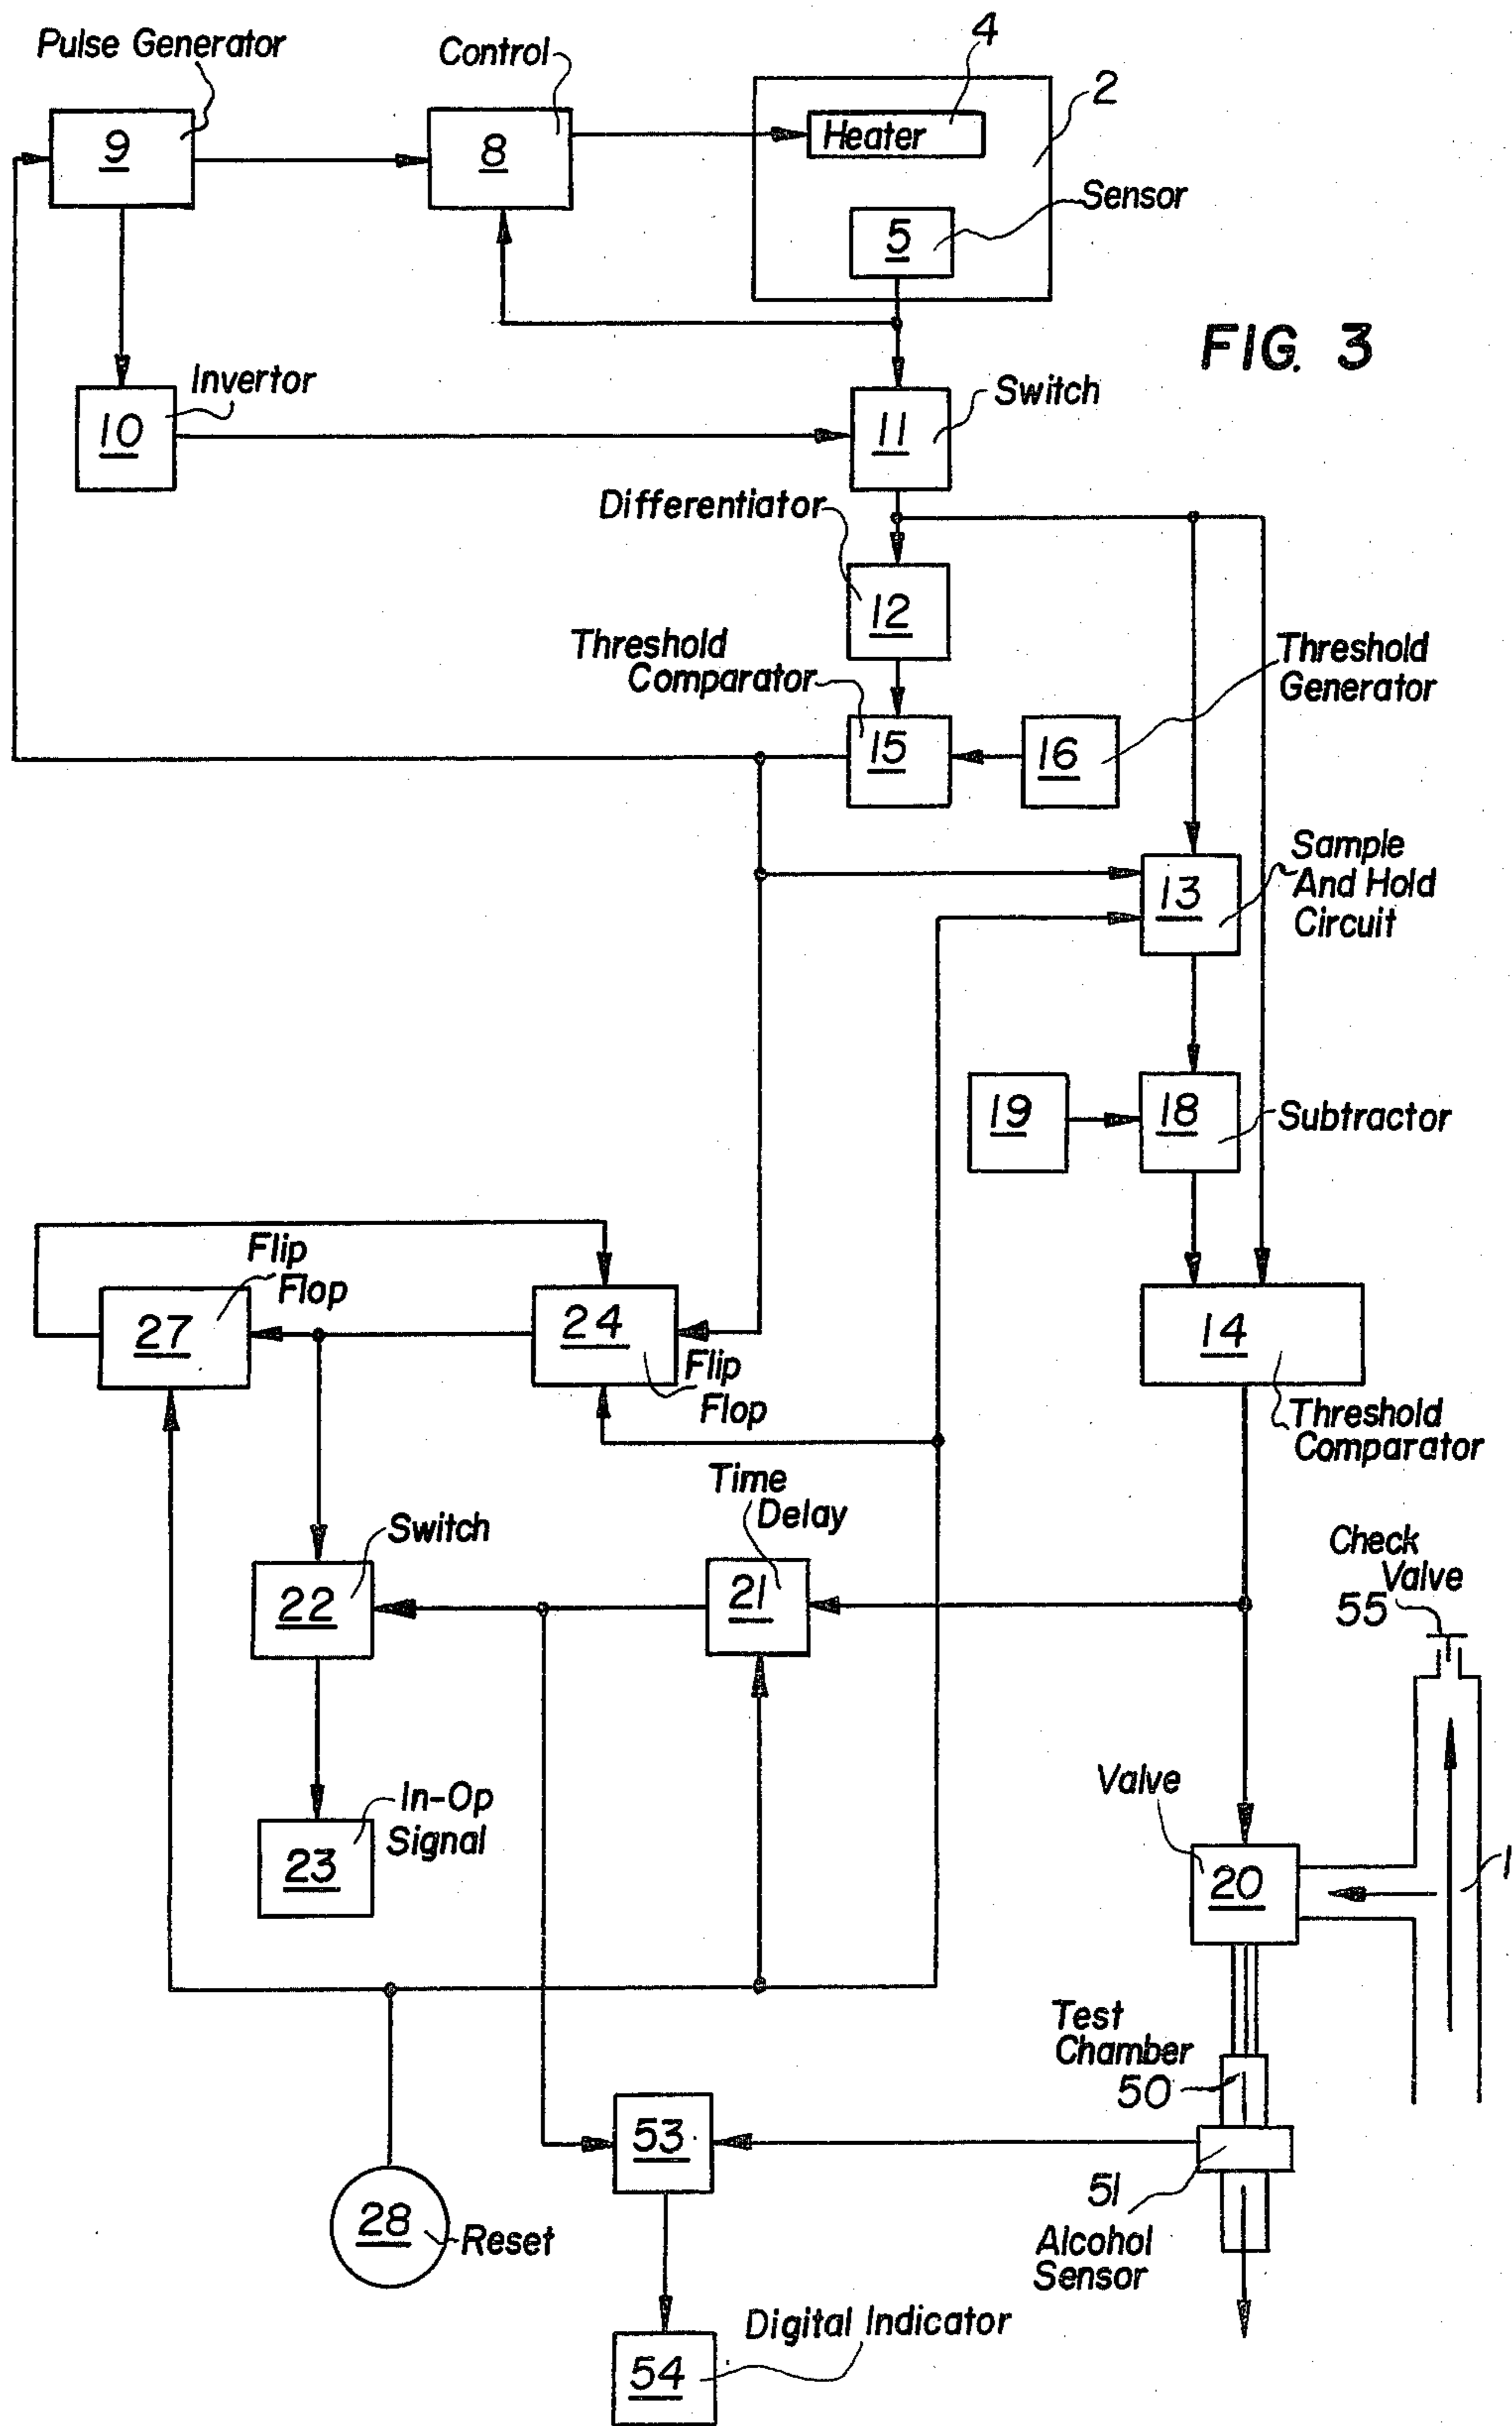 Pulse Generator
Control
4
2
9
8
Heater
Sensor
5
FIG. 3
Invertor
10
Switch
11
Differentiator
12
Threshold
Comparator
Threshold
Generator
15
16
Sample
And Hold
Circuit
13
19
18
Subtractor
Flip
Flop
27
24
Flip
Flop
14
Threshold
Comparator
Time
Delay
Switch
22
21
Check
Valve
55
In-Op
Signal
23
Valve
20
1
Test
Chamber
50
53
51
Alcohol
Sensor
28
Reset
Digital Indicator
54